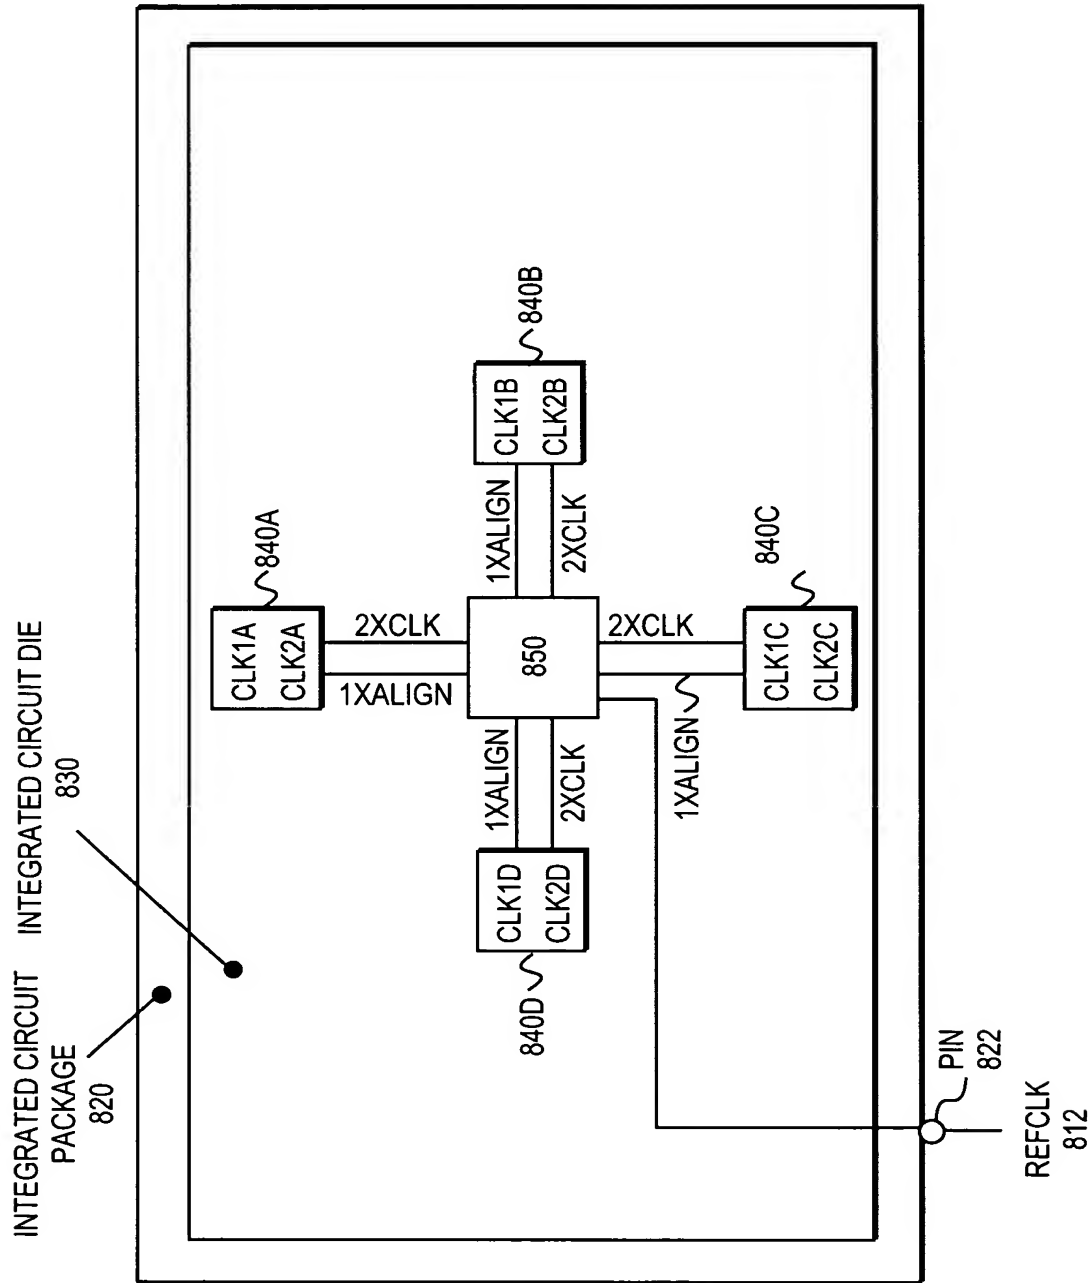 INTEGRATED CIRCUIT
PACKAGE
820
INTEGRATED CIRCUIT DIE
830
CLK1A
CLK2A
840A
1XALIGN
2XCLK
CLK1D
CLK2D
840D
1XALIGN
2XCLK
850
1XALIGN
2XCLK
CLK1B
CLK2B
840B
1XALIGN
2XCLK
CLK1C
CLK2C
840C
PIN
822
REFCLK
812